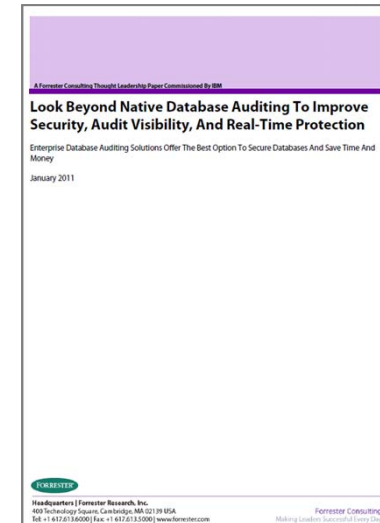 A Forrester Consulting Thought Leadership Paper Commissioned By IBM
Look Beyond Native Database Auditing To Improve
Security, Audit Visibility, And Real-Time Protection
Enterprise Database Auditing Solutions Offer The Best Option To Secure Databases And Save Time And
Money
January 2011
FORRESTER
Headquarters | Forrester Research, Inc.
400 Technology Square, Cambridge, MA 02139 USA
Tel: +1 617.613.6000 | Fax: +1 617.613.5000 | www.forrester.com
Forrester Consulting
Making Leaders Successful Every Day